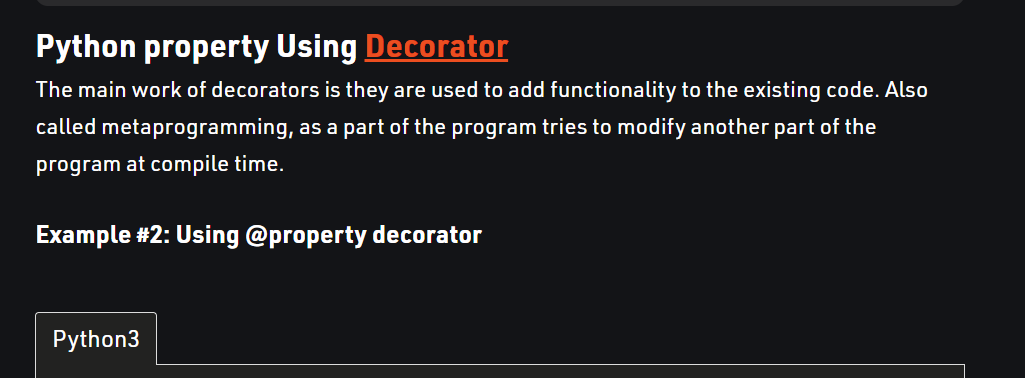 Python property Using Decorator
The main work of decorators is they are used to add functionality to the existing code. Also
called metaprogramming, as a part of the program tries to modify another part of the
program at compile time.
Example #2: Using @property decorator
Python3